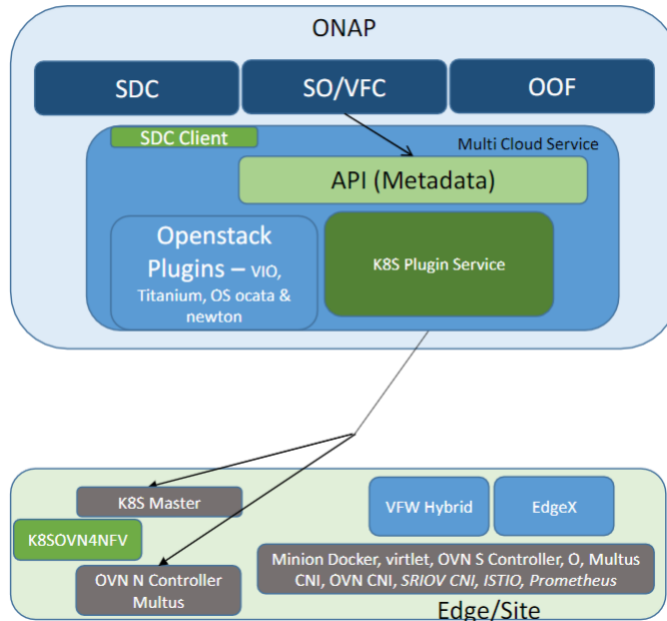 ONAP
SDC
SO/VFC
OOF
SDC Client
Multi Cloud Service
API (Metadata)
Openstack
Plugins – VIO,
Titanium, OS ocata &
newton
K8S Plugin Service
K8S Master
VFW Hybrid
EdgeX
K8SOVN4NFV
OVN N Controller
Multus
Minion Docker, virtlet, OVN S Controller, O, Multus
CNI, OVN CNI, SRIOV CNI, ISTIO, Prometheus
Edge/Site